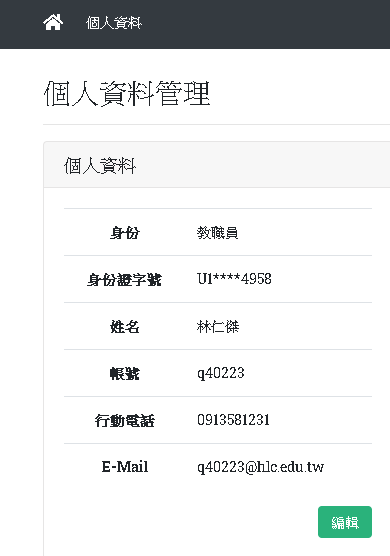 個人資料
個人資料管理
個人資料
身份 教職員
身份證字號 U1****4958
姓名 林仁傑
帳號 q40223
行動電話 0913581231
E-Mail q40223@hlc.edu.tw
編輯